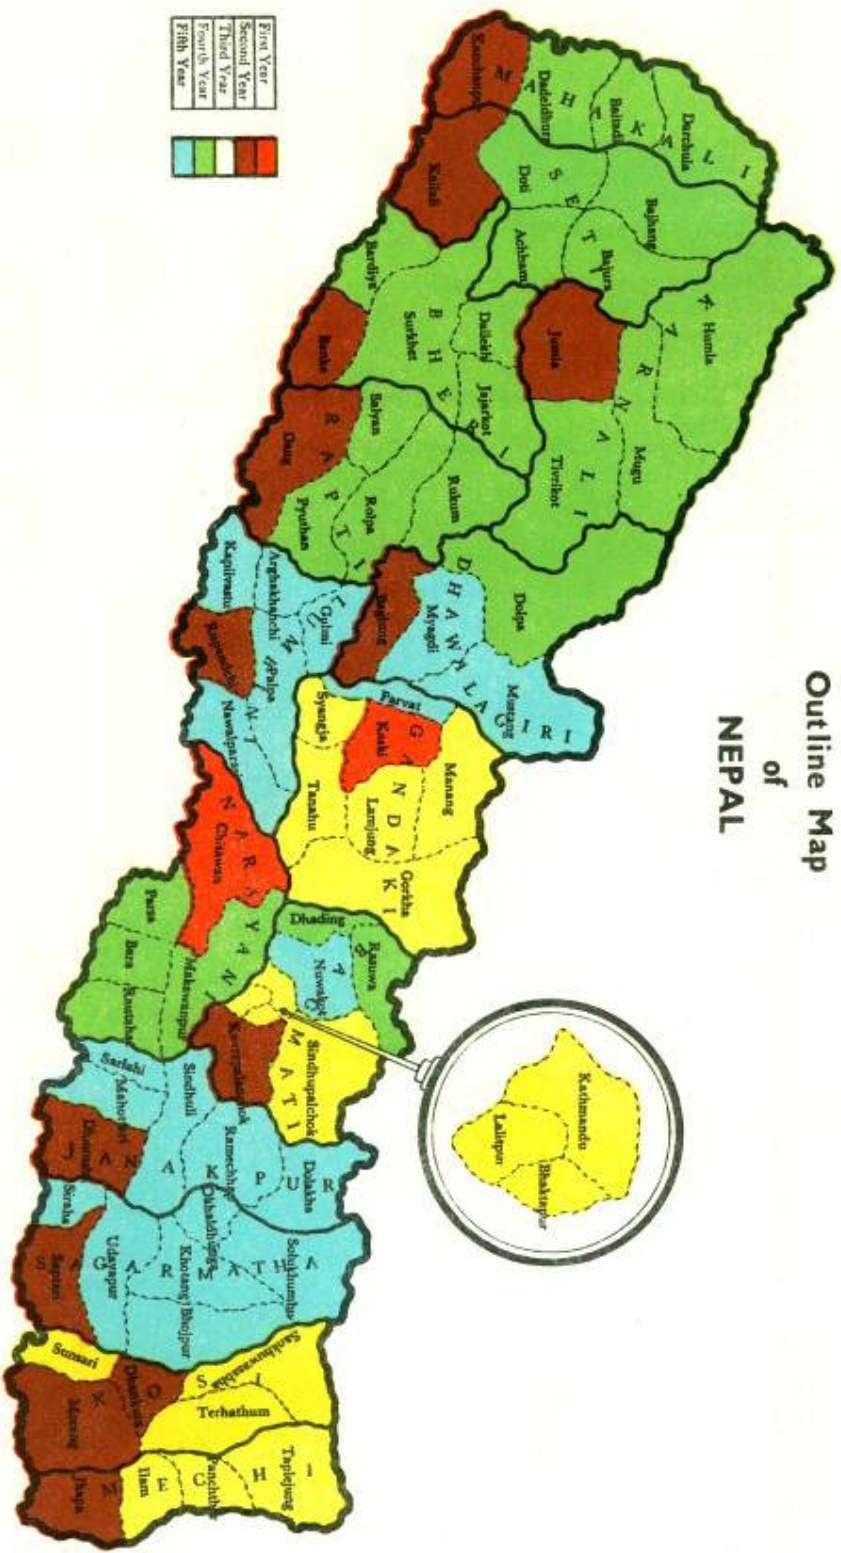 Outline Map
of
NEPAL
First Year
Second Year
Third Year
Fourth Year
Fifth Year
MAHAKALI
Darchula
Baitadi
Dadeldhura
Kanchanpur
SETI
Bajhang
Bajura
Doti
Achham
Kailali
KARNALI
Humla
Mugu
Jumla
Tivrikot
BHERI
Dailekh
Jajarkot
Surkhet
Bardiya
Banke
RAPTI
Rukum
Salyan
Rolpa
Pyuthan
Dang
DHAWALAGIRI
Dolpa
Mustang
Myagdi
Baglung
Parvat
Gulmi
Arghakhanchi
Palpa
Kapilvastu
Rupandehi
Nawalparasi
GANDAKI
Manang
Kaski
Lamjung
Gorkha
Syangja
Tanahu
NARAYANI
Chitawan
Makawanpur
Parsa
Bara
Rautahat
BAGMATI
Rasuwa
Dhading
Nuwakot
Sindhupalchok
Kavrepalanchok
Kathmandu
Lalitpur
Bhaktapur
JANAKPUR
Dolakha
Ramechhap
Sindhuli
Sarlahi
Mahottari
Dhanusa
SAGARMATHA
Solukhumbu
Okhaldhunga
Khotang
Bhojpur
Udayapur
Siraha
Saptari
KOSI
Sankhuwasabha
Terhathum
Dhankuta
Sunsari
Morang
MECHI
Taplejung
Panchthar
Ilam
Jhapa